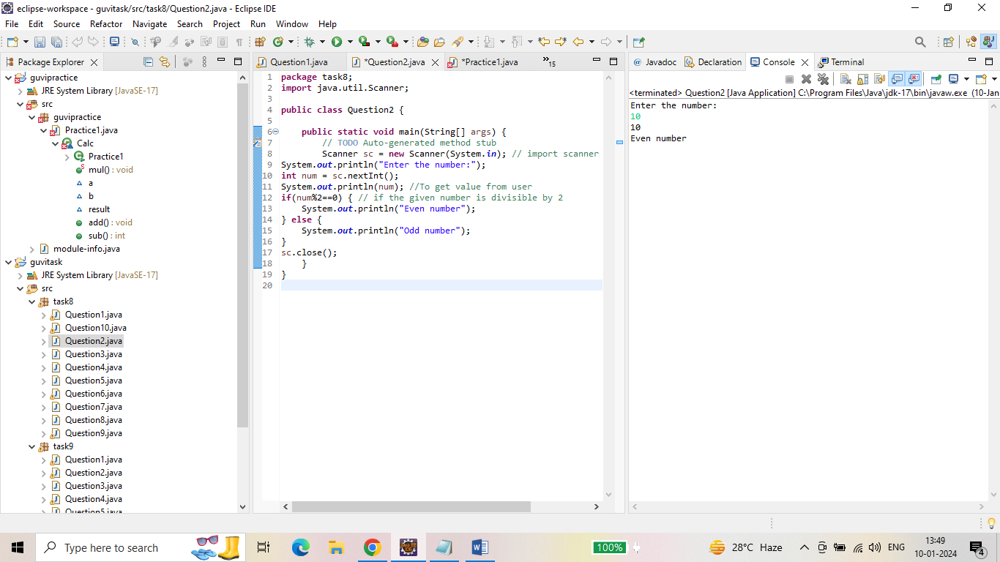 eclipse-workspace - guvitask/src/task8/Question2.java - Eclipse IDE
File Edit Source Refactor Navigate Search Project Run Window Help
Package Explorer
guvipractice
JRE System Library [JavaSE-17]
src
guvipractice
Practice1.java
Calc
Practice1
mul() : void
a
b
result
add() : void
sub() : int
module-info.java
guvitask
JRE System Library [JavaSE-17]
src
task8
Question1.java
Question10.java
Question2.java
Question3.java
Question4.java
Question5.java
Question6.java
Question7.java
Question8.java
Question9.java
task9
Question1.java
Question2.java
Question3.java
Question4.java
Question5.java
Question1.java *Question2.java *Practice1.java »15
1 package task8;
2 import java.util.Scanner;
3
4 public class Question2 {
5
6 public static void main(String[] args) {
7 // TODO Auto-generated method stub
8 Scanner sc = new Scanner(System.in); // import scanner
9 System.out.println("Enter the number:");
10 int num = sc.nextInt();
11 System.out.println(num); //To get value from user
12 if(num%2==0) { // if the given number is divisible by 2
13 System.out.println("Even number");
14 } else {
15 System.out.println("Odd number");
16 }
17 sc.close();
18 }
19 }
20
Javadoc Declaration Console Terminal
<terminated> Question2 [Java Application] C:\Program Files\Java\jdk-17\bin\javaw.exe (10-Jan
Enter the number:
10
10
Even number
Type here to search
100%
28°C Haze
ENG
13:49
10-01-2024
4